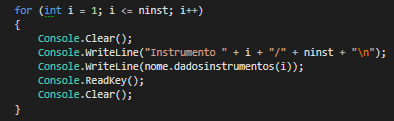 for (int i = 1; i <= ninst; i++)
{
    Console.Clear();
    Console.WriteLine("Instrumento " + i + "/" + ninst + "\n");
    Console.WriteLine(nome.dadosinstrumentos(i));
    Console.ReadKey();
    Console.Clear();
}